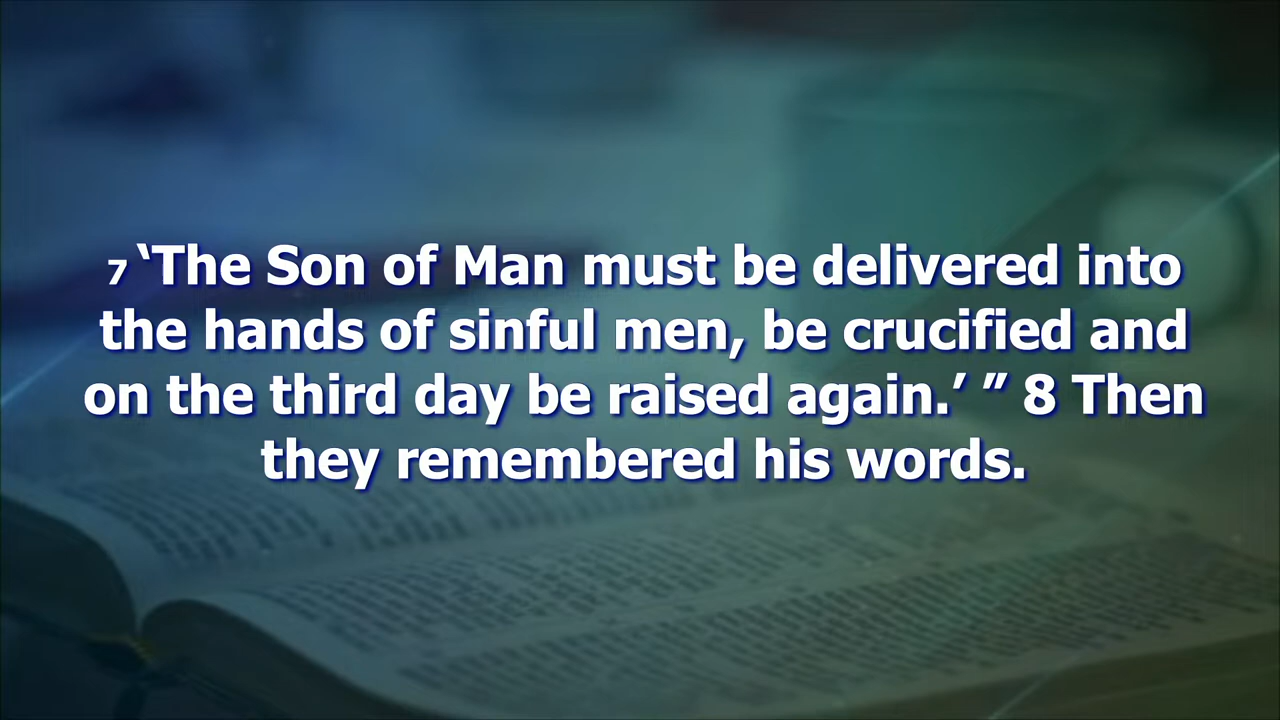 7 ‘The Son of Man must be delivered into
the hands of sinful men, be crucified and
on the third day be raised again.’ ” 8 Then
they remembered his words.